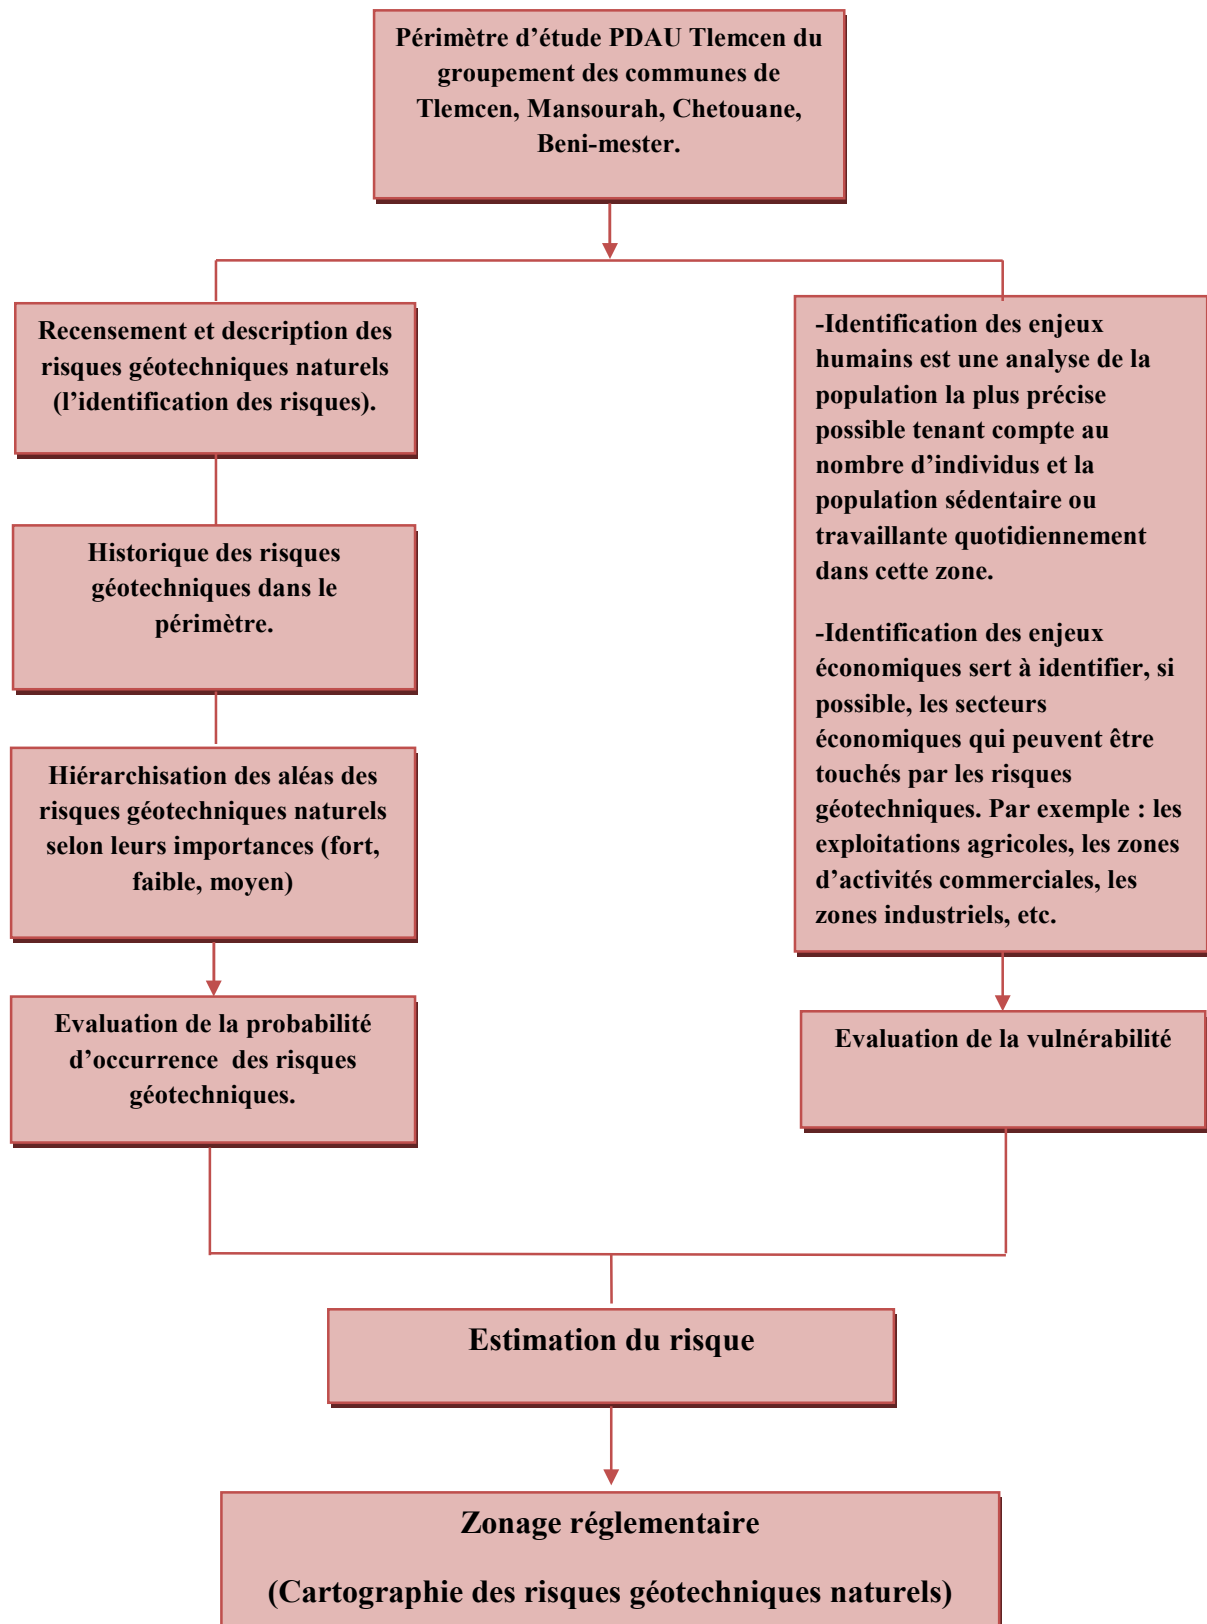 Périmètre d’étude PDAU Tlemcen du
groupement des communes de
Tlemcen, Mansourah, Chetouane,
Beni-mester.
Recensement et description des
risques géotechniques naturels
(l’identification des risques).
Historique des risques
géotechniques dans le
périmètre.
Hiérarchisation des aléas des
risques géotechniques naturels
selon leurs importances (fort,
faible, moyen)
Evaluation de la probabilité
d’occurrence des risques
géotechniques.
-Identification des enjeux
humains est une analyse de la
population la plus précise
possible tenant compte au
nombre d’individus et la
population sédentaire ou
travaillante quotidiennement
dans cette zone.
-Identification des enjeux
économiques sert à identifier, si
possible, les secteurs
économiques qui peuvent être
touchés par les risques
géotechniques. Par exemple : les
exploitations agricoles, les zones
d’activités commerciales, les
zones industriels, etc.
Evaluation de la vulnérabilité
Estimation du risque
Zonage réglementaire
(Cartographie des risques géotechniques naturels)